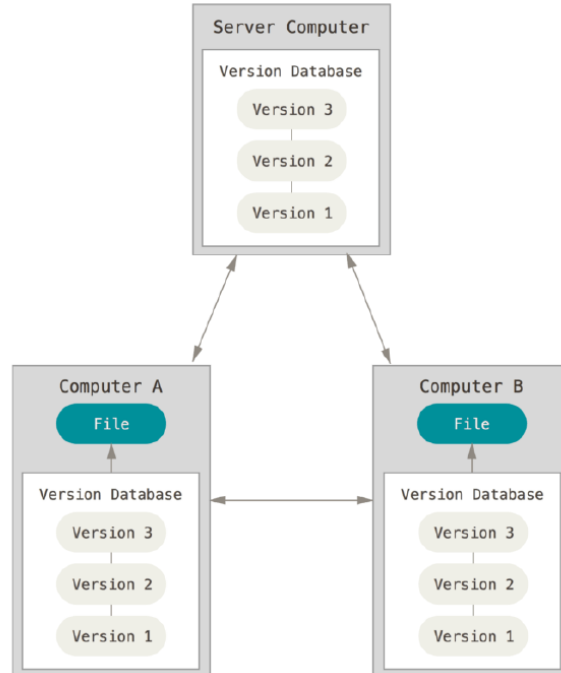 Server Computer
Version Database
Version 3
Version 2
Version 1
Computer A
File
Version Database
Version 3
Version 2
Version 1
Computer B
File
Version Database
Version 3
Version 2
Version 1